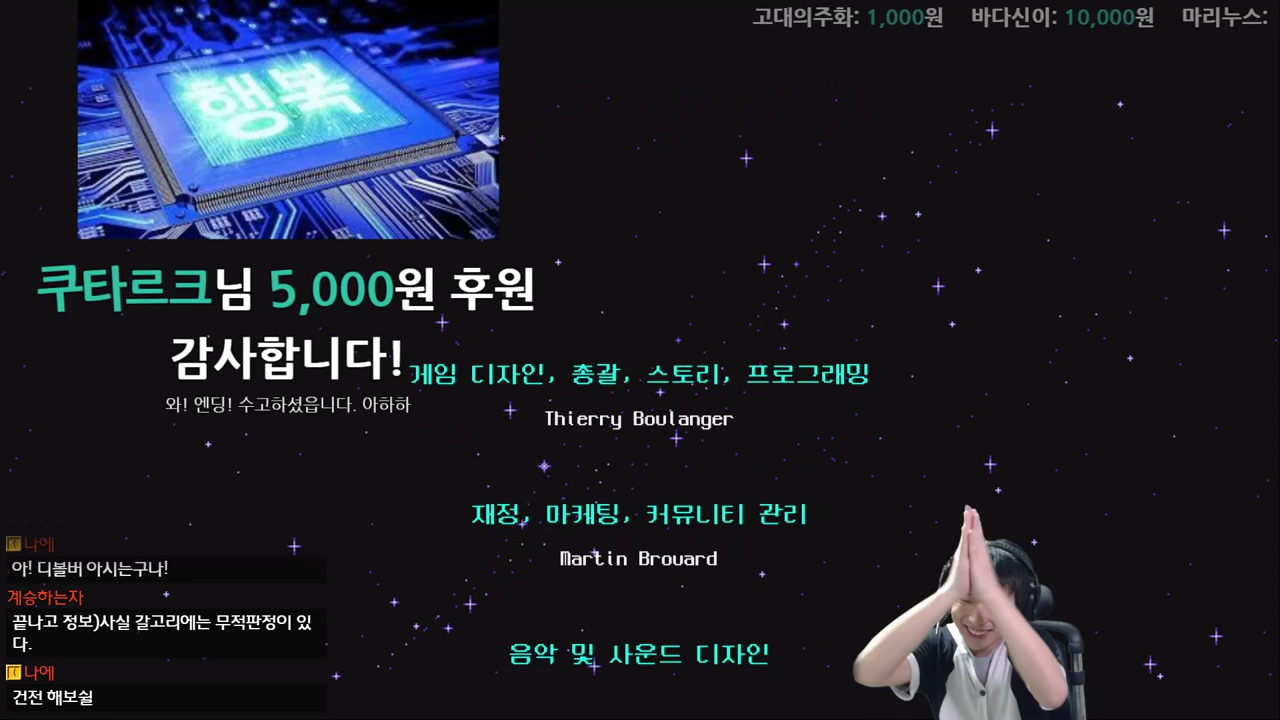 고대의주화: 1,000원 바다신이: 10,000원 마리누스:
행복
쿠타르크님 5,000원 후원
감사합니다!
와! 엔딩! 수고하셨읍니다. 아하하
게임 디자인, 총괄, 스토리, 프로그래밍
Thierry Boulanger
재정, 마케팅, 커뮤니티 관리
Martin Brouard
음악 및 사운드 디자인
나에
아! 디볼버 아시는구나!
계승하는자
끝나고 정보)사실 갈고리에는 무적판정이 있
다.
나에
건전 해보쉴